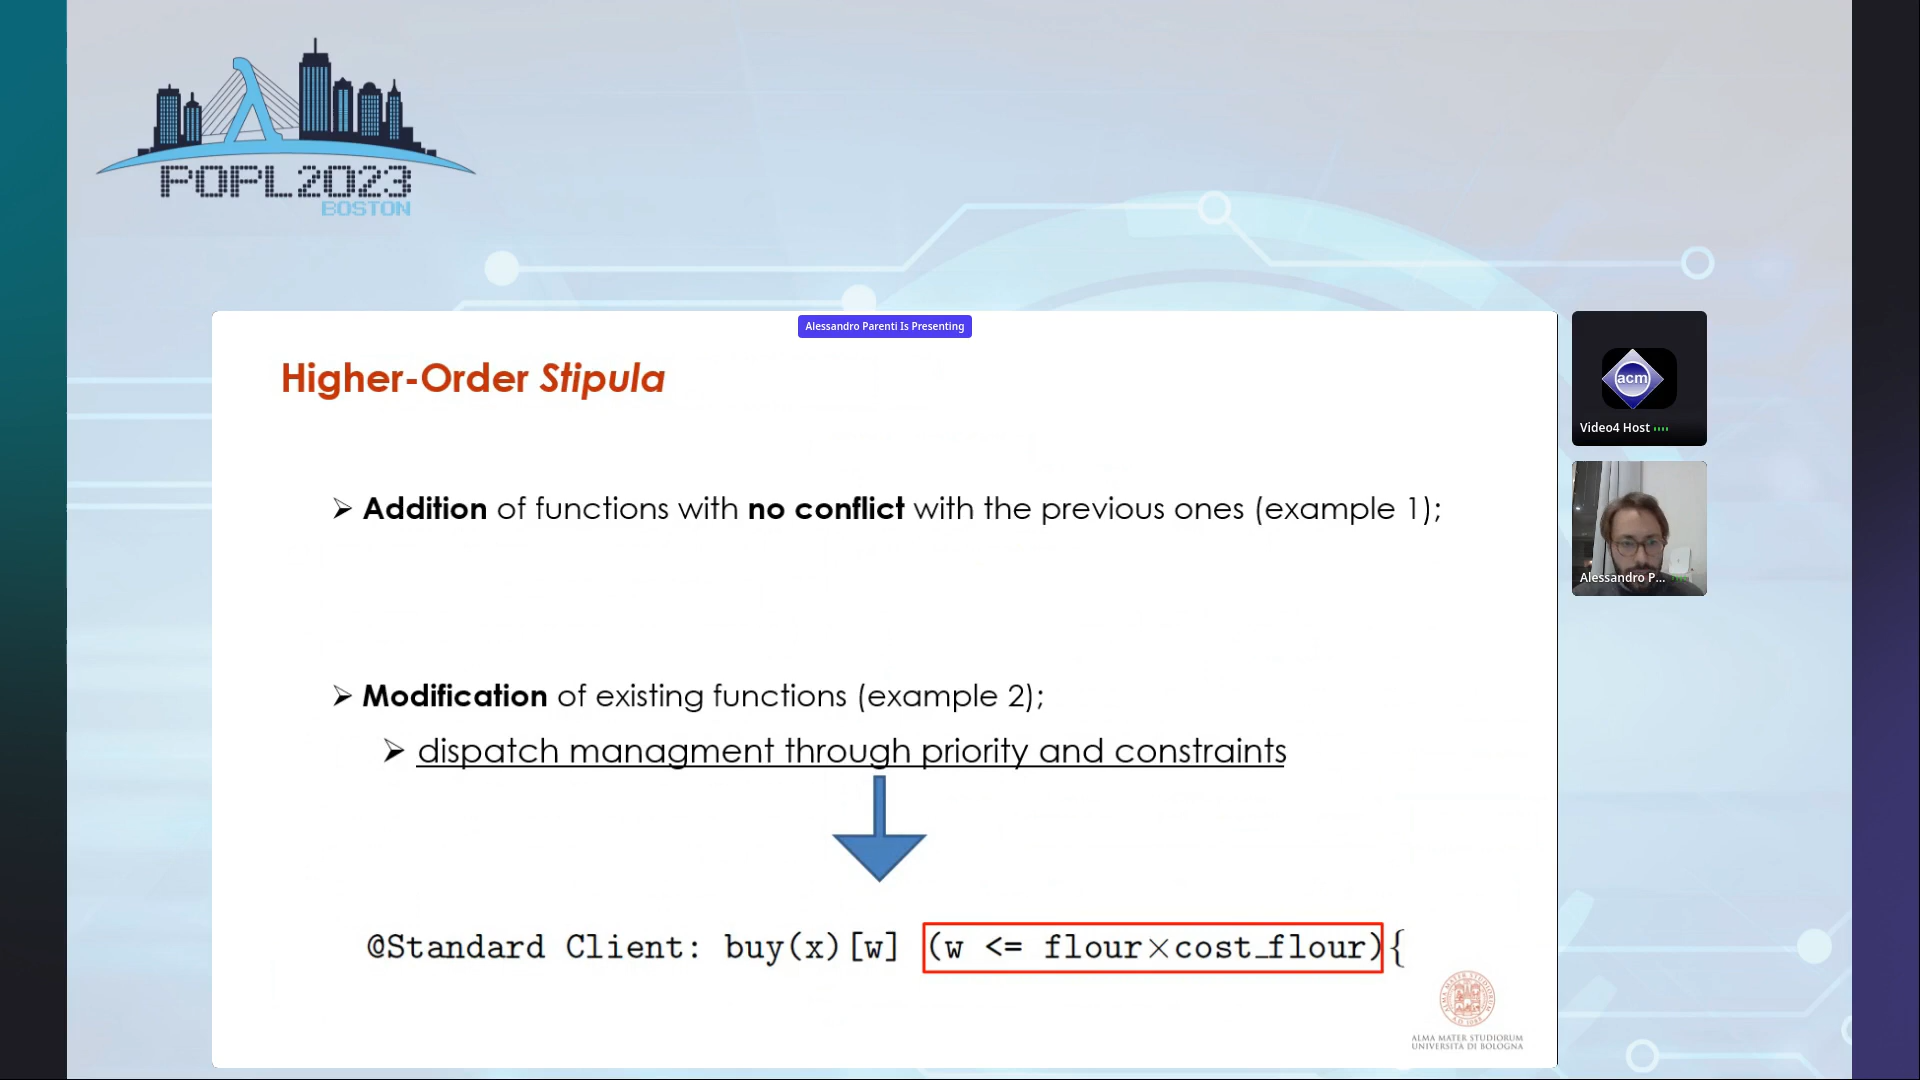 POPL2023
BOSTON
Alessandro Parenti Is Presenting
Higher-Order Stipula
➢ Addition of functions with no conflict with the previous ones (example 1);
➢ Modification of existing functions (example 2);
➢ dispatch managment through priority and constraints
@Standard Client: buy(x)[w] (w <= flour×cost_flour){
ALMA MATER STUDIORUM
UNIVERSITA DI BOLOGNA
acm
Video4 Host
Alessandro P...